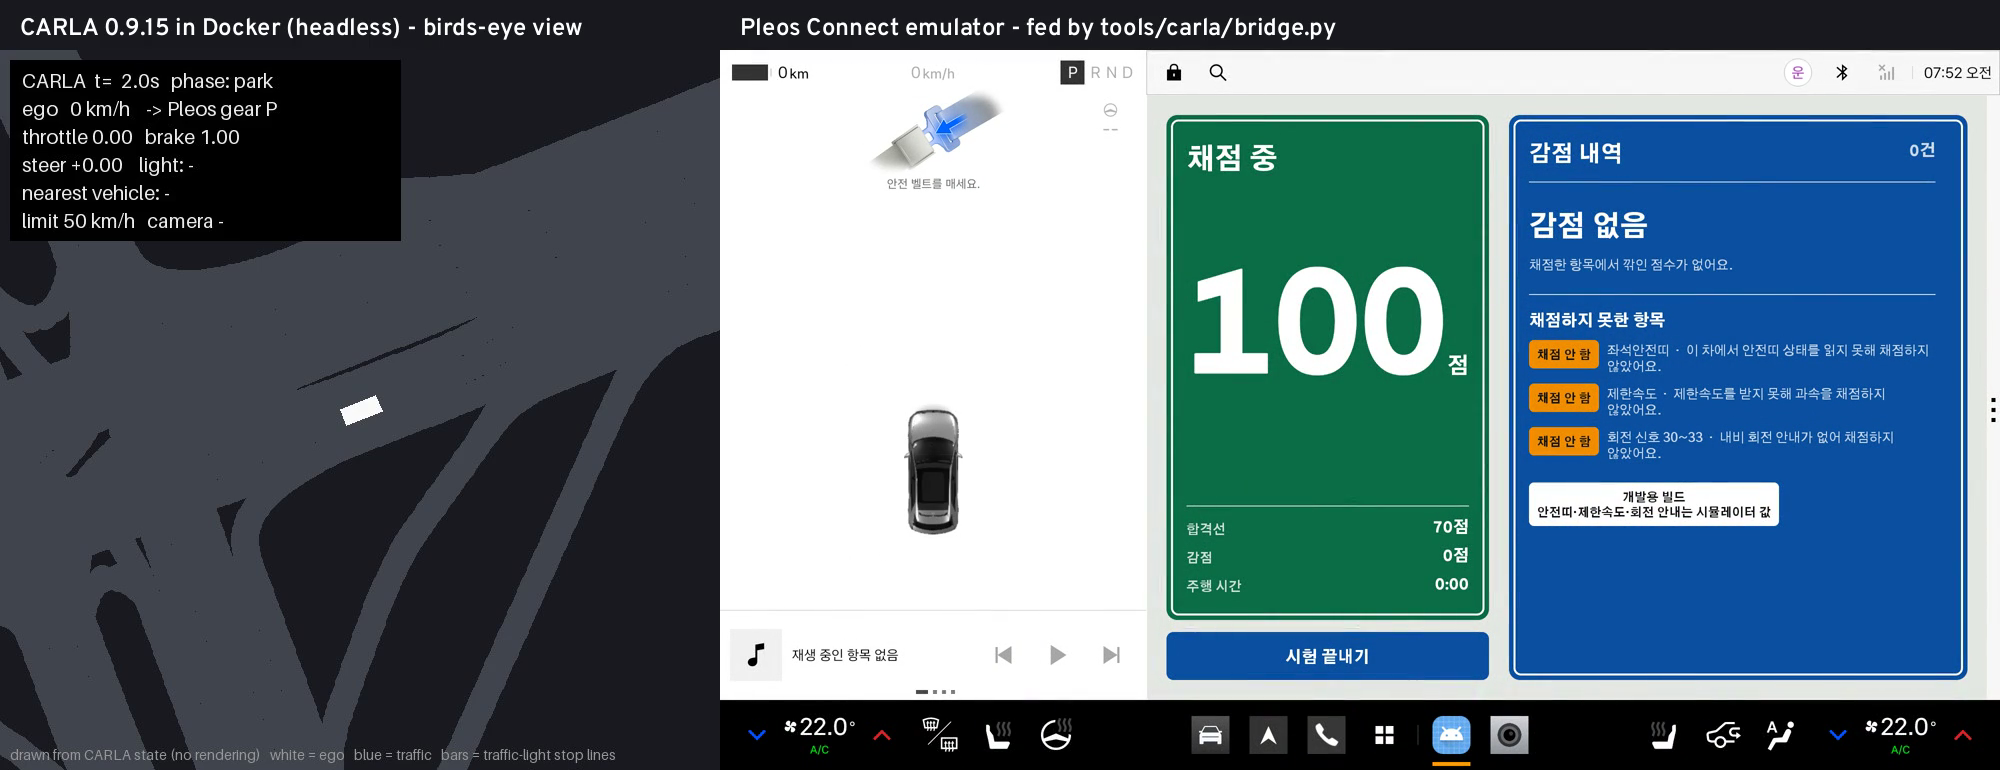 CARLA 0.9.15 in Docker (headless) - birds-eye view
CARLA t= 2.0s phase: park
ego 0 km/h -> Pleos gear P
throttle 0.00 brake 1.00
steer +0.00 light: -
nearest vehicle: -
limit 50 km/h camera -
drawn from CARLA state (no rendering) white = ego blue = traffic bars = traffic-light stop lines
Pleos Connect emulator - fed by tools/carla/bridge.py
0 km
0 km/h
P R N D
--
안전 벨트를 매세요.
재생 중인 항목 없음
운
07:52 오전
채점 중
100점
합격선 70점
감점 0점
주행 시간 0:00
시험 끝내기
감점 내역 0건
감점 없음
채점한 항목에서 깎인 점수가 없어요.
채점하지 못한 항목
채점 안 함 좌석안전띠 · 이 차에서 안전띠 상태를 읽지 못해 채점하지
않았어요.
채점 안 함 제한속도 · 제한속도를 받지 못해 과속을 채점하지
않았어요.
채점 안 함 회전 신호 30~33 · 내비 회전 안내가 없어 채점하지
않았어요.
개발용 빌드
안전띠·제한속도·회전 안내는 시뮬레이터 값
22.0°
A/C
A
22.0°
A/C